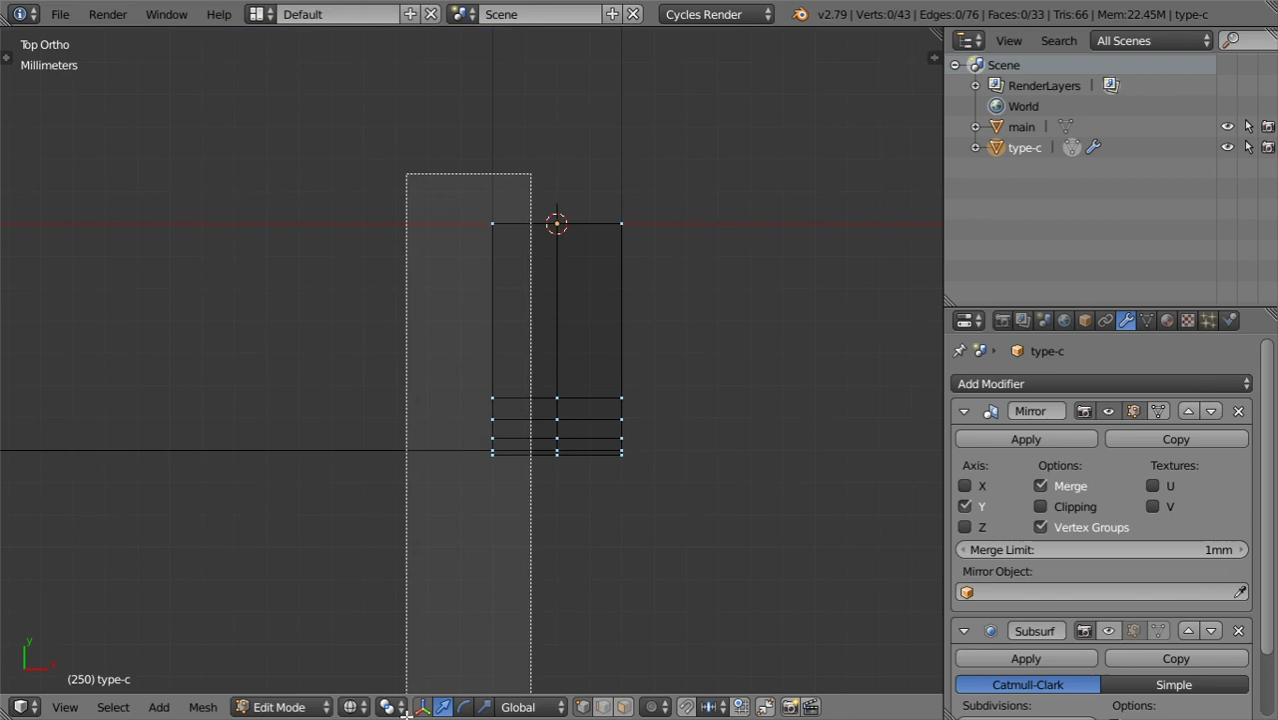 File Render Window Help Default Scene Cycles Render v2.79 | Verts:0/43 | Edges:0/76 | Faces:0/33 | Tris:66 | Mem:22.45M | type-c
Top Ortho
Millimeters
View Search All Scenes
Scene
RenderLayers |
World
main |
type-c |
type-c
Add Modifier
Mirror
Apply Copy
Axis: Options: Textures:
X Merge U
Y Clipping V
Z Vertex Groups
Merge Limit: 1mm
Mirror Object:
Subsurf
Apply Copy
Catmull-Clark Simple
Subdivisions: Options:
y
x
(250) type-c
View Select Add Mesh Edit Mode Global